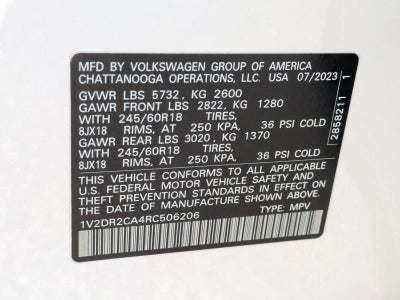 MFD BY VOLKSWAGEN GROUP OF AMERICA
CHATTANOOGA OPERATIONS, LLC. USA 07/2023
GVWR LBS 5732, KG 2600
GAWR FRONT LBS 2822, KG 1280
WITH 245/60R18 TIRES,
8JX18 RIMS, AT 250 KPA, 36 PSI COLD
GAWR REAR LBS 3020, KG 1370
WITH 245/60R18 TIRES,
8JX18 RIMS, AT 250 KPA, 36 PSI COLD
THIS VEHICLE CONFORMS TO ALL APPLICABLE
U.S. FEDERAL MOTOR VEHICLE SAFETY AND
THEFT PREVENTION STANDARDS IN EFFECT ON
THE DATE OF MANUFACTURE SHOWN ABOVE.
1V2DR2CA4RC506206 TYPE: MPV
2858211 1